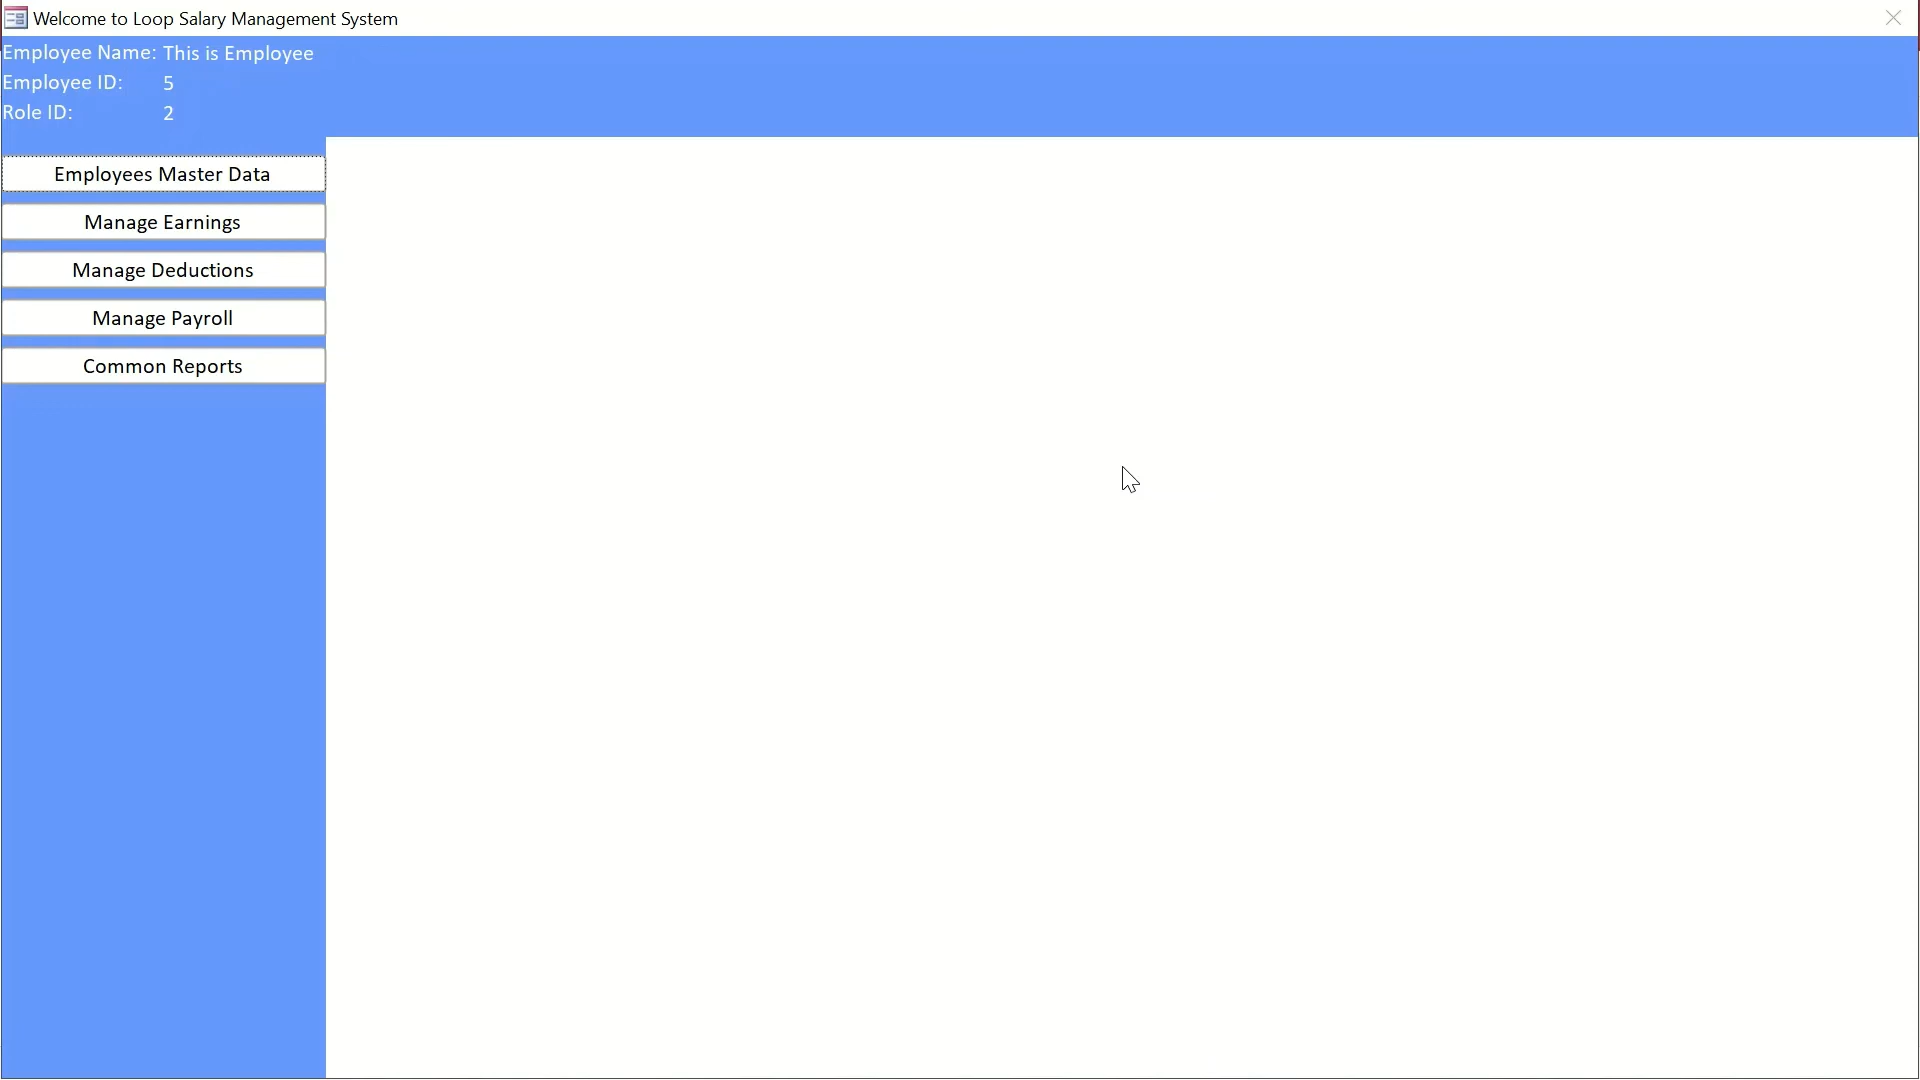 Welcome to Loop Salary Management System
Employee Name: This is Employee
Employee ID: 5
Role ID: 2
Employees Master Data
Manage Earnings
Manage Deductions
Manage Payroll
Common Reports